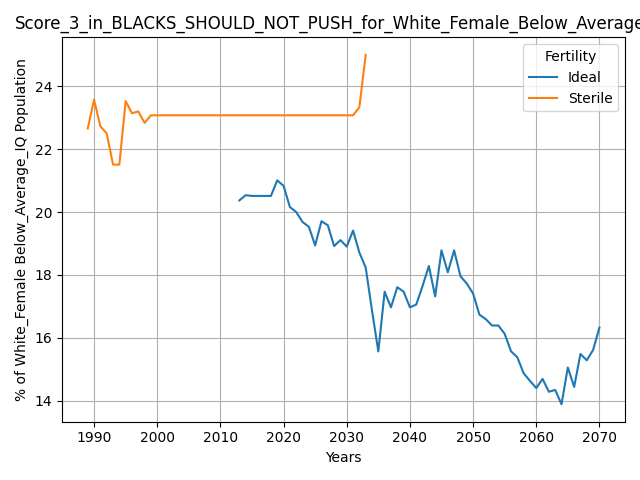 Score_3_in_BLACKS_SHOULD_NOT_PUSH_for_White_Female_Below_Average
% of White_Female Below_Average_IQ Population
24
22
20
18
16
14
Fertility
Ideal
Sterile
1990 2000 2010 2020 2030 2040 2050 2060 2070
Years